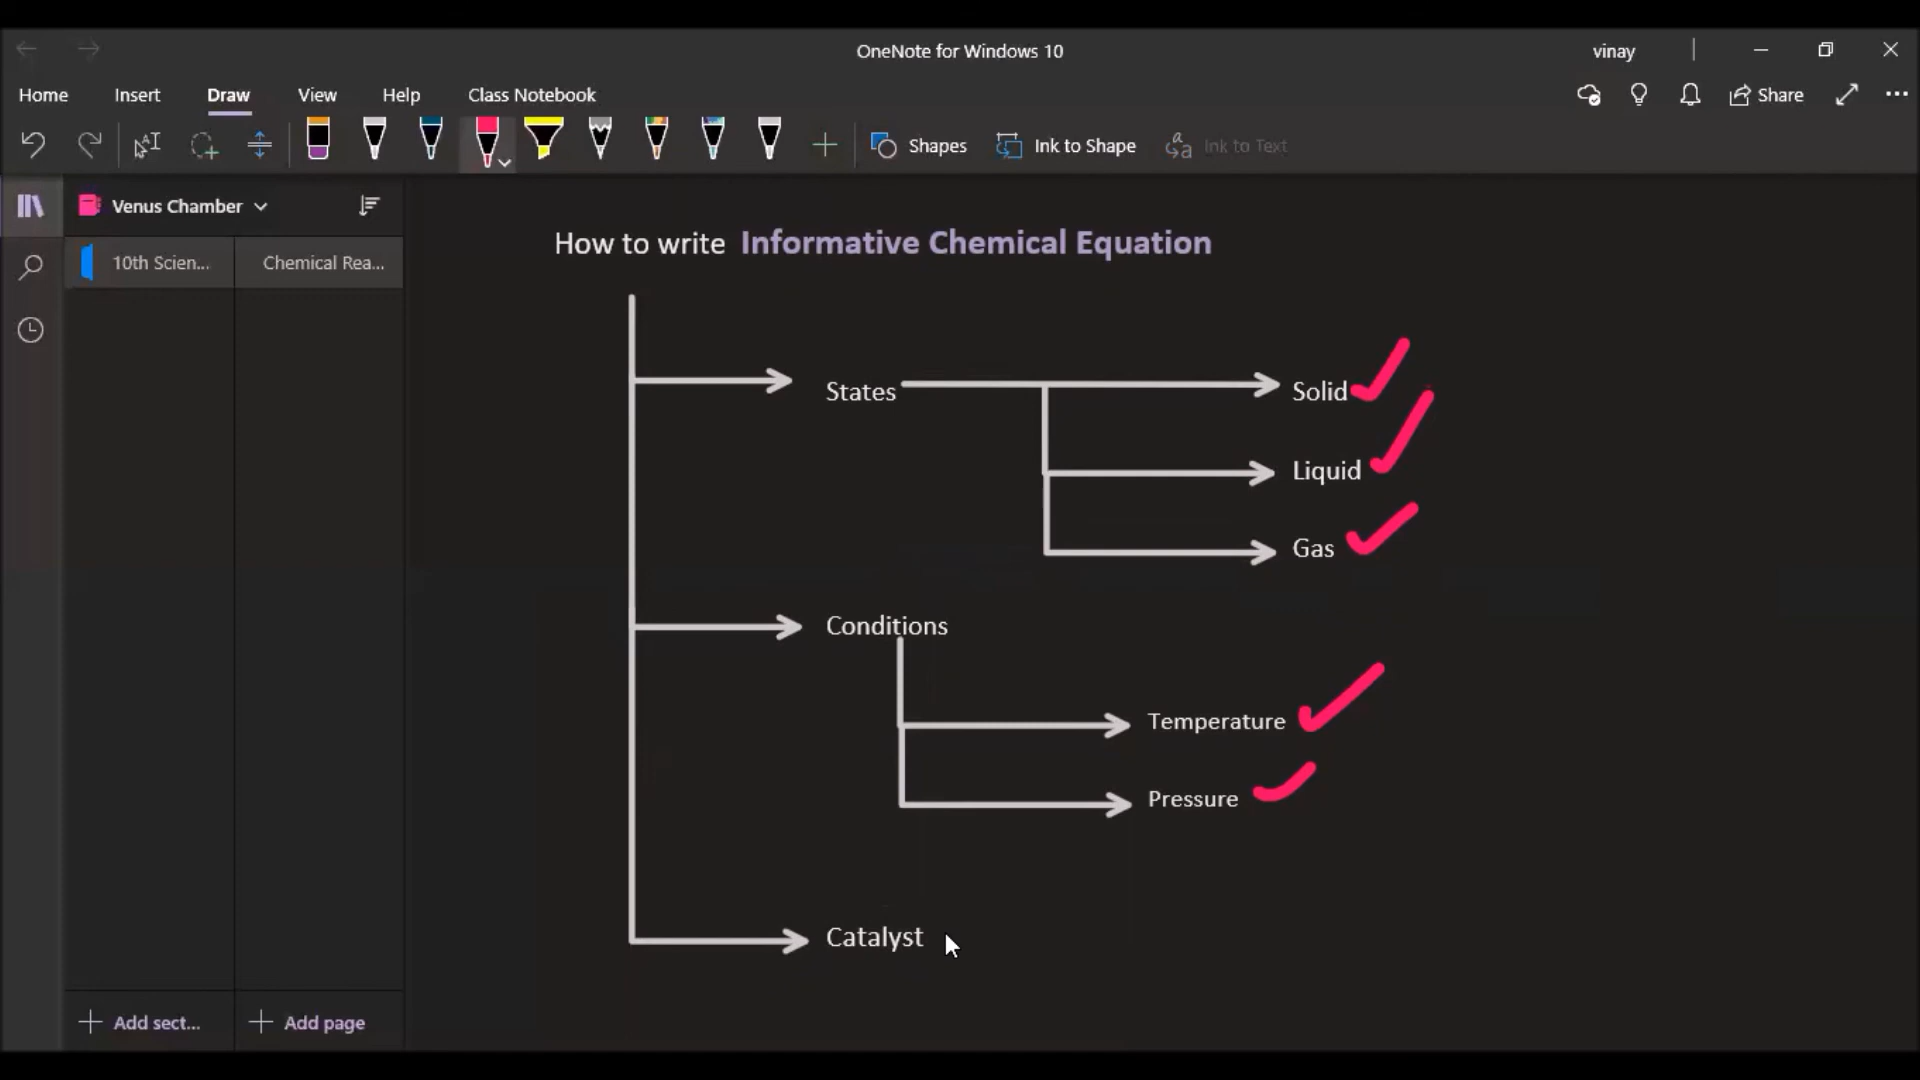 OneNote for Windows 10
vinay
Home Insert Draw View Help Class Notebook
Share
Shapes Ink to Shape Ink to Text
Venus Chamber
10th Scien... Chemical Rea...
How to write Informative Chemical Equation
States
Solid
Liquid
Gas
Conditions
Temperature
Pressure
Catalyst
Add sect... Add page